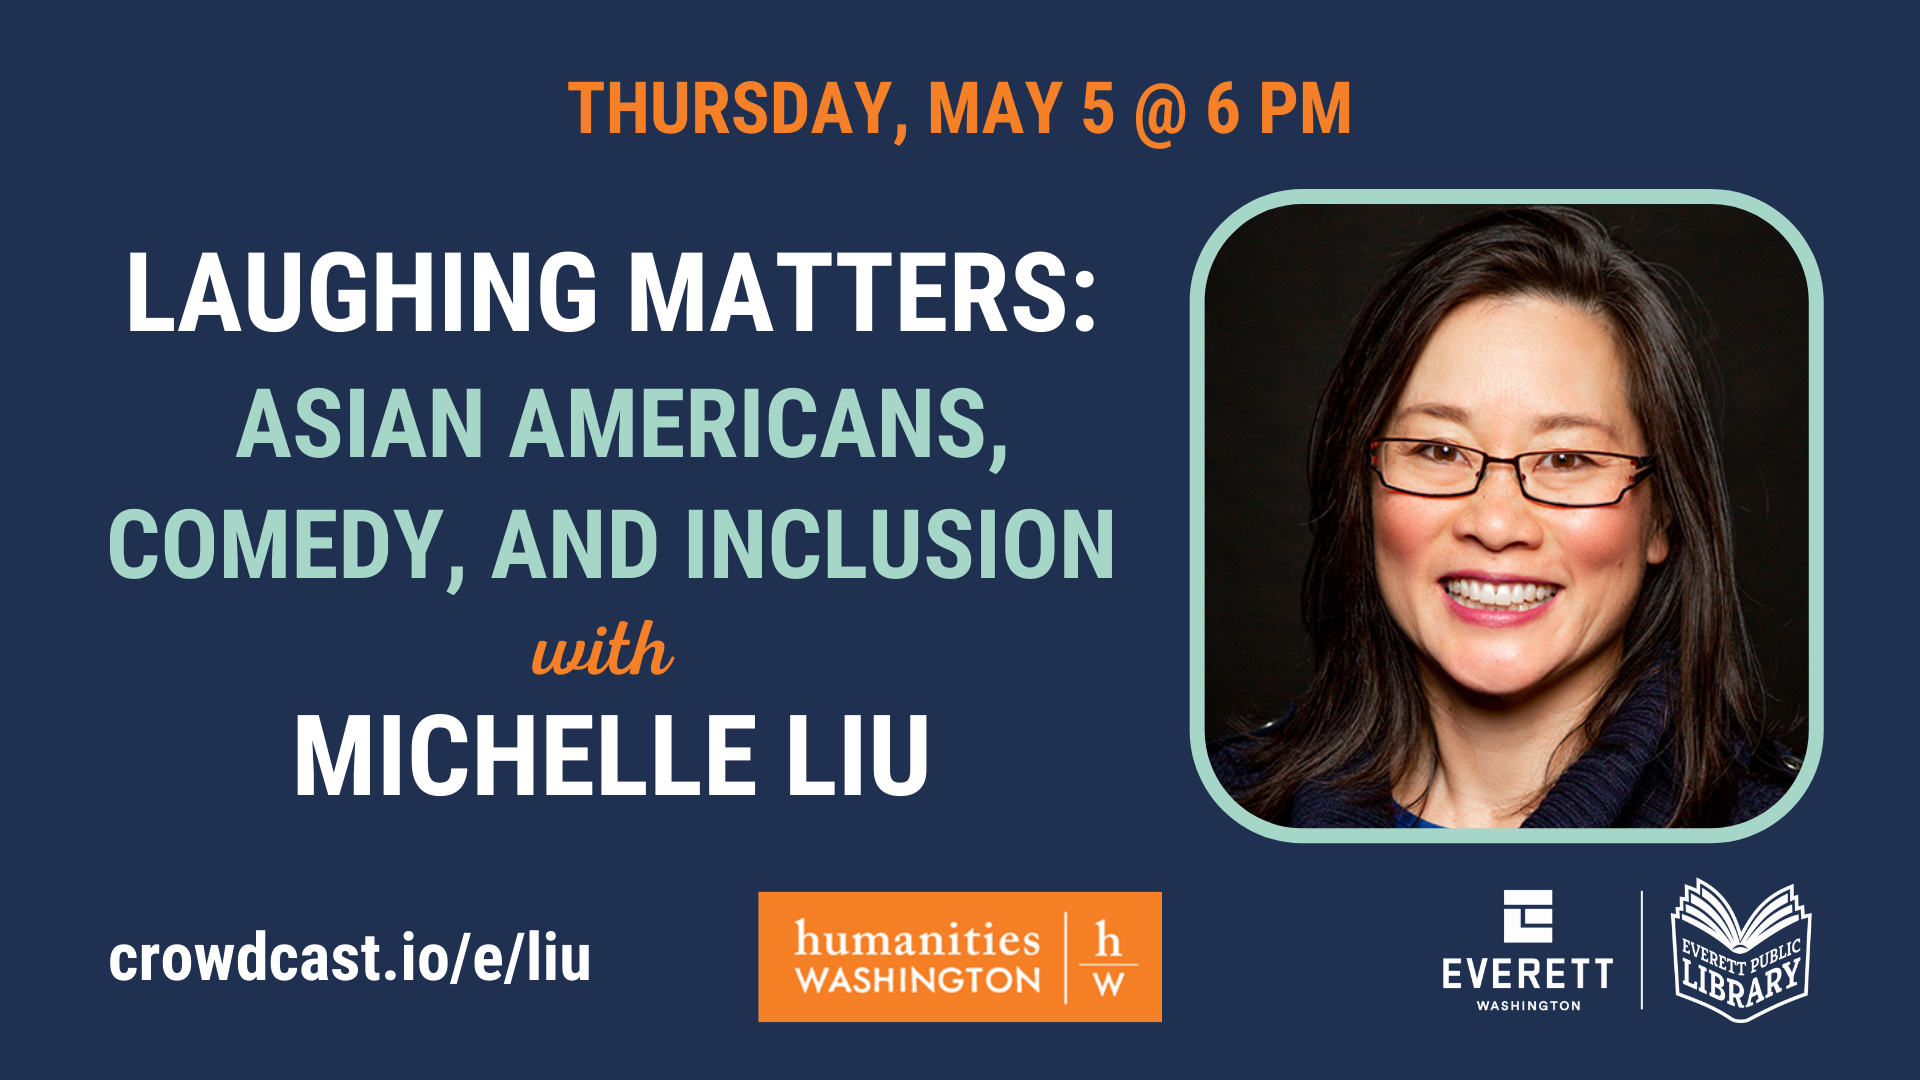 THURSDAY, MAY 5 @ 6 PM
LAUGHING MATTERS:
ASIAN AMERICANS,
COMEDY, AND INCLUSION
with
MICHELLE LIU
crowdcast.io/e/liu
humanities
WASHINGTON
h
w
EVERETT
WASHINGTON
EVERETT PUBLIC
LIBRARY